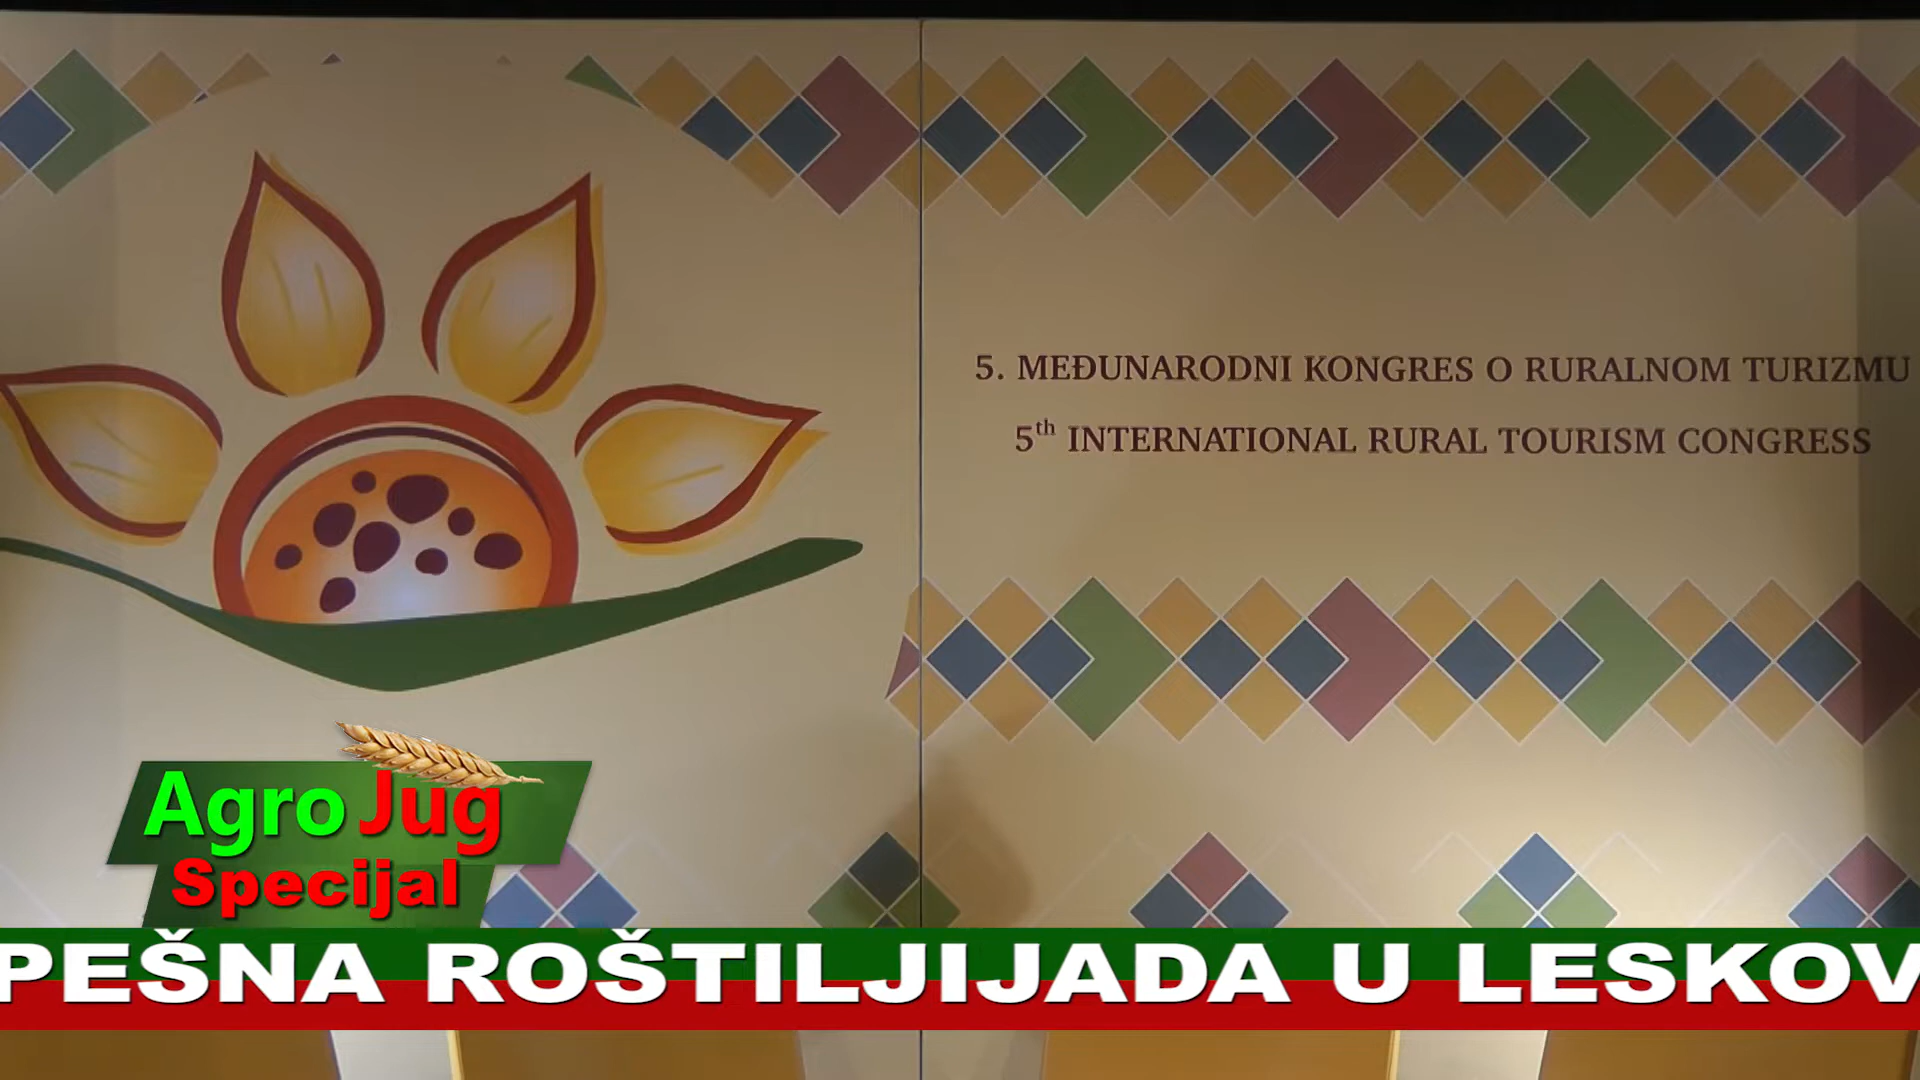 5. MEĐUNARODNI KONGRES O RURALNOM TURIZMU
5th INTERNATIONAL RURAL TOURISM CONGRESS
Agro Jug
Specijal
PEŠNA ROŠTILJIJADA U LESKOV